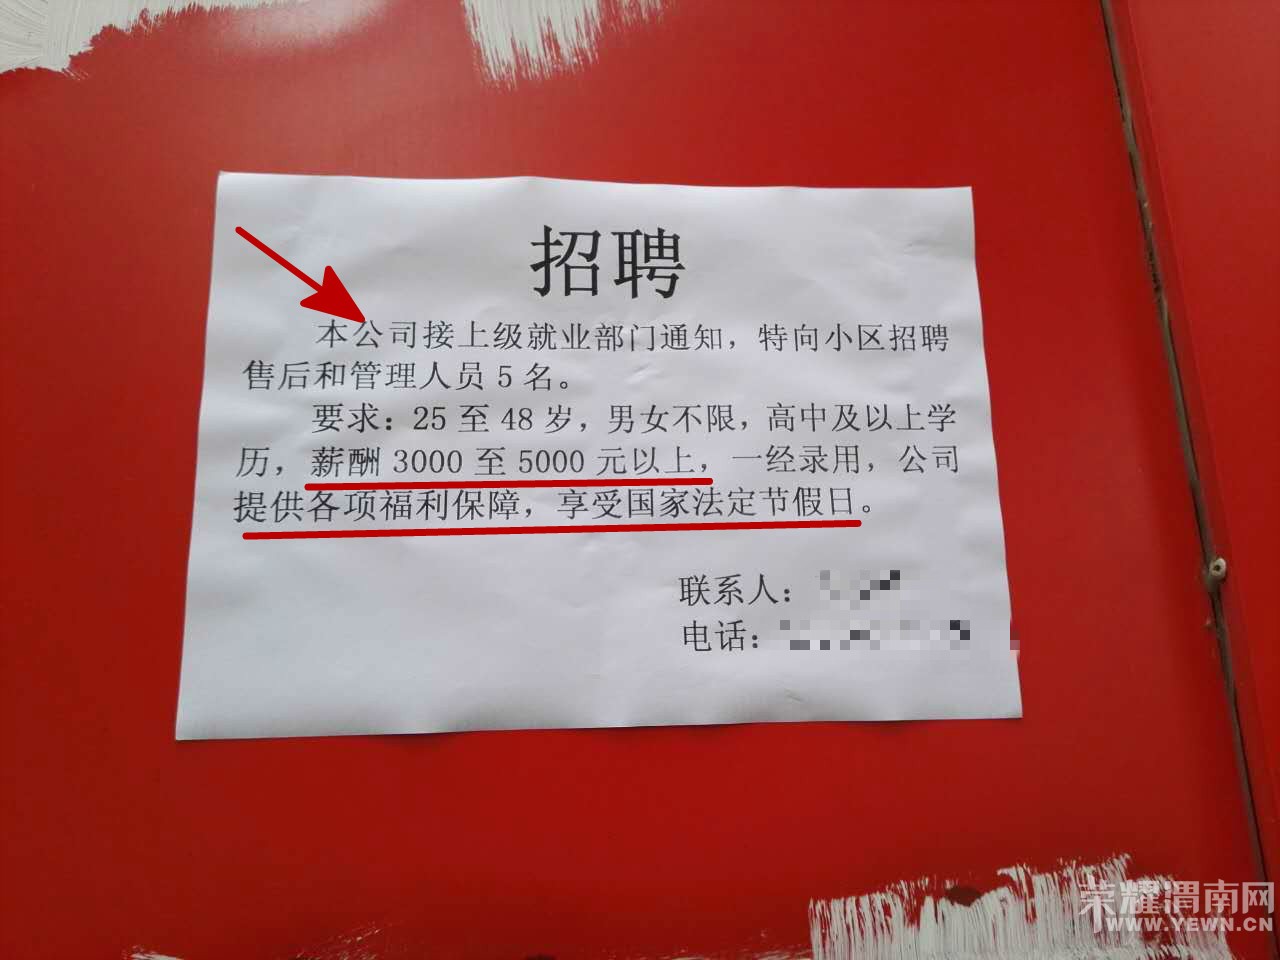 招聘
本公司接上级就业部门通知，特向小区招聘
售后和管理人员5名。
要求：25至48岁，男女不限，高中及以上学
历，薪酬3000至5000元以上，一经录用，公司
提供各项福利保障，享受国家法定节假日。
联系人：
电话：
荣耀渭南网
WWW.YEWN.CN